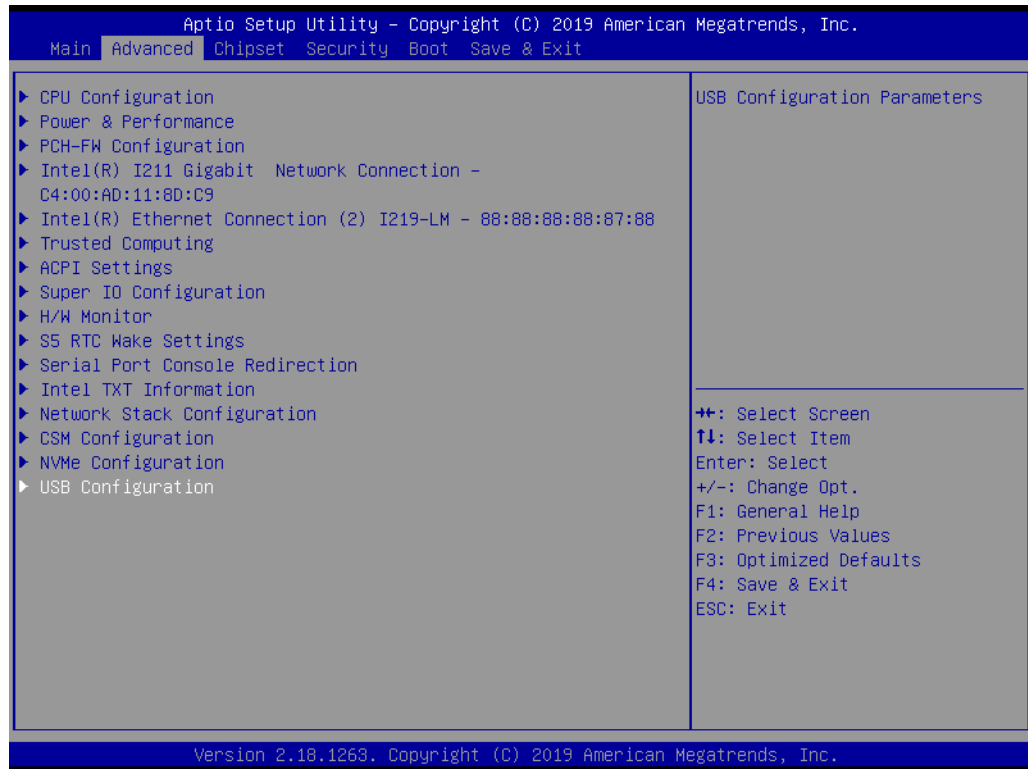 Aptio Setup Utility – Copyright (C) 2019 American Megatrends, Inc.
Main Advanced Chipset Security Boot Save & Exit
▶ CPU Configuration
▶ Power & Performance
▶ PCH-FW Configuration
▶ Intel(R) I211 Gigabit  Network Connection –
C4:00:AD:11:8D:C9
▶ Intel(R) Ethernet Connection (2) I219-LM – 88:88:88:88:87:88
▶ Trusted Computing
▶ ACPI Settings
▶ Super IO Configuration
▶ H/W Monitor
▶ S5 RTC Wake Settings
▶ Serial Port Console Redirection
▶ Intel TXT Information
▶ Network Stack Configuration
▶ CSM Configuration
▶ NVMe Configuration
▶ USB Configuration
USB Configuration Parameters
→←: Select Screen
↑↓: Select Item
Enter: Select
+/-: Change Opt.
F1: General Help
F2: Previous Values
F3: Optimized Defaults
F4: Save & Exit
ESC: Exit
Version 2.18.1263. Copyright (C) 2019 American Megatrends, Inc.